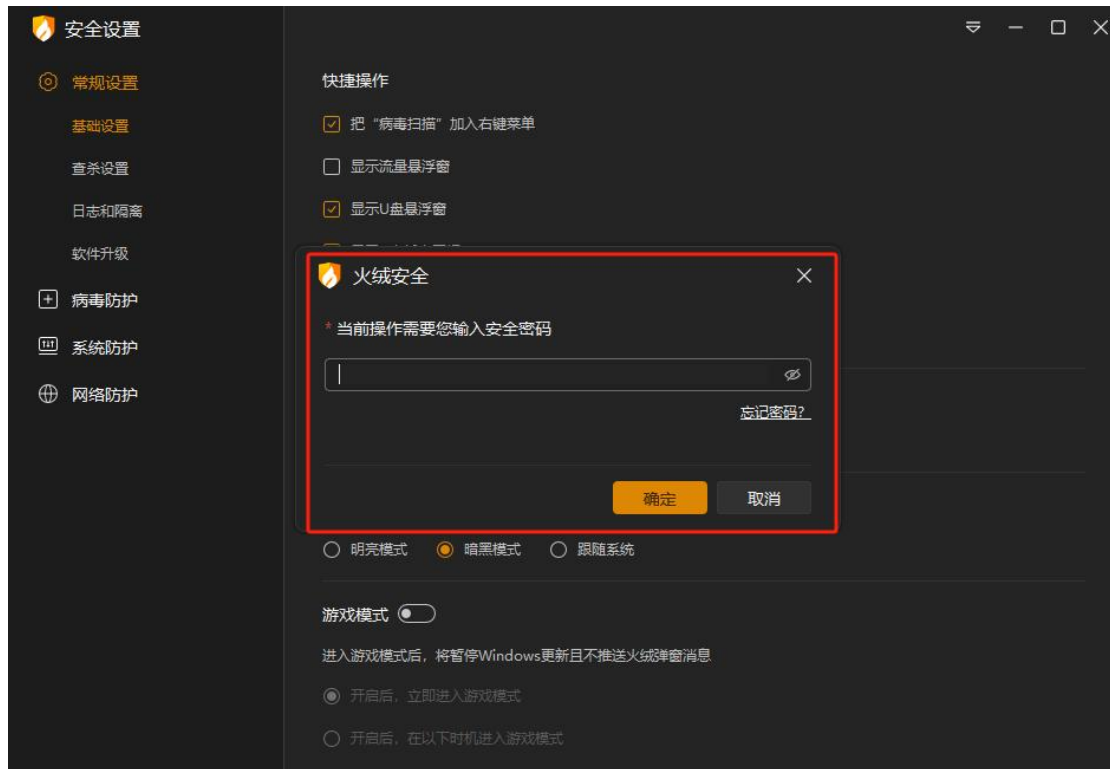 安全设置
常规设置
基础设置
查杀设置
日志和隔离
软件升级
病毒防护
系统防护
网络防护
快捷操作
把“病毒扫描”加入右键菜单
显示流量悬浮窗
显示U盘悬浮窗
火绒安全
* 当前操作需要您输入安全密码
忘记密码?
确定
取消
明亮模式 暗黑模式 跟随系统
游戏模式
进入游戏模式后，将暂停Windows更新且不推送火绒弹窗消息
开启后，立即进入游戏模式
开启后，在以下时机进入游戏模式